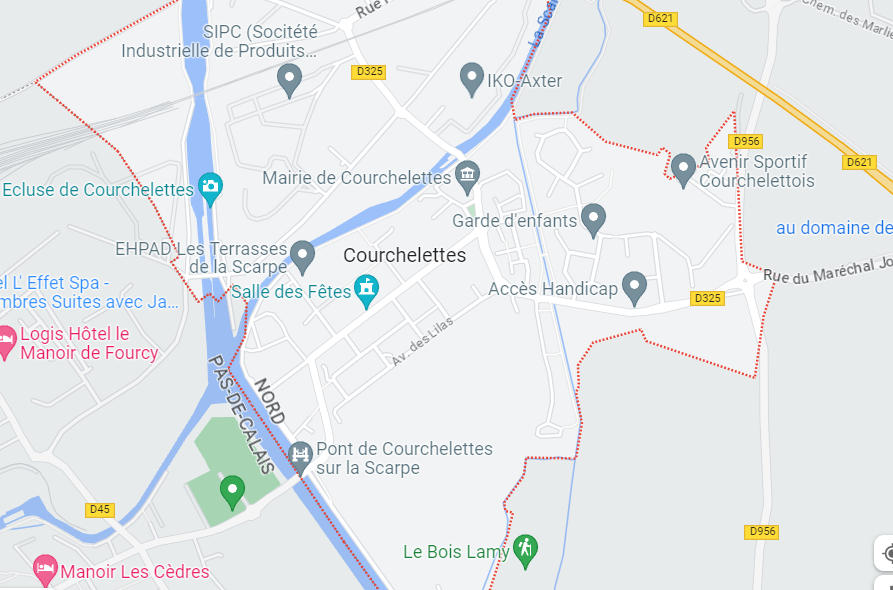 Rue
La Scar
D621
Chem. des Marlie
SIPC (Socitété
Industrielle de Produits...
D325
IKO-Axter
D956
D621
Avenir Sportif
Courchelettois
Mairie de Courchelettes
Ecluse de Courchelettes
Garde d'enfants
au domaine de
EHPAD Les Terrasses
de la Scarpe
Courchelettes
Rue du Maréchal Jo
el L' Effet Spa -
mbres Suites avec Ja...
Salle des Fêtes
Accès Handicap
D325
Logis Hôtel le
Manoir de Fourcy
Av. des Lilas
PAS-DE-CALAIS
NORD
Pont de Courchelettes
sur la Scarpe
D45
D956
Le Bois Lamy
Manoir Les Cèdres